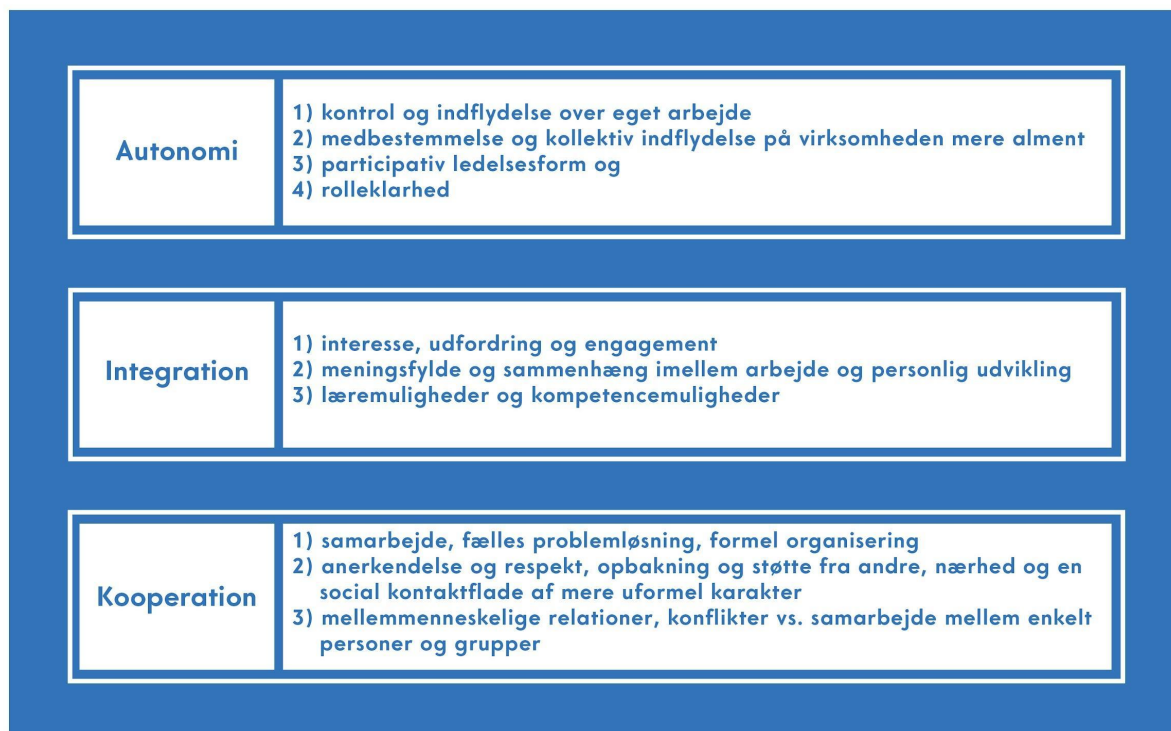 Autonomi
1) kontrol og indflydelse over eget arbejde
2) medbestemmelse og kollektiv indflydelse på virksomheden mere alment
3) participativ ledelsesform og
4) rolleklarhed
Integration
1) interesse, udfordring og engagement
2) meningsfylde og sammenhæng imellem arbejde og personlig udvikling
3) læremuligheder og kompetencemuligheder
Kooperation
1) samarbejde, fælles problemløsning, formel organisering
2) anerkendelse og respekt, opbakning og støtte fra andre, nærhed og en
social kontaktflade af mere uformel karakter
3) mellemmenneskelige relationer, konflikter vs. samarbejde mellem enkelt
personer og grupper